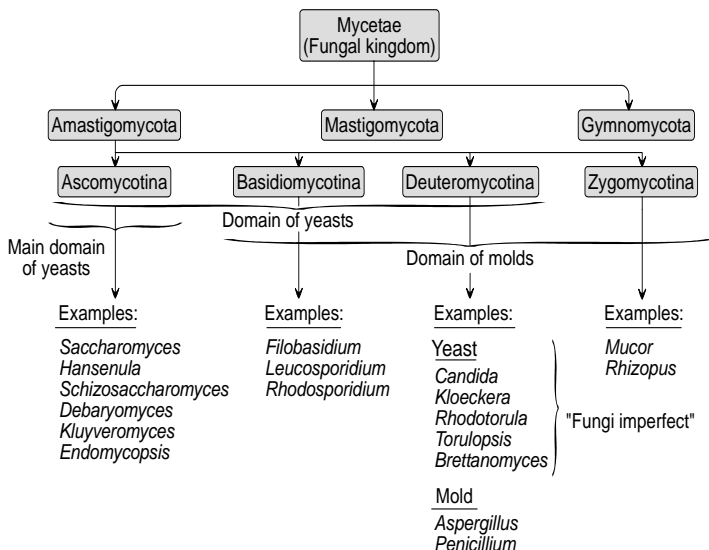 Mycetae
(Fungal kingdom)
Amastigomycota
Mastigomycota
Gymnomycota
Ascomycotina
Basidiomycotina
Deuteromycotina
Zygomycotina
Domain of yeasts
Main domain
of yeasts
Domain of molds
Examples:
Saccharomyces
Hansenula
Schizosaccharomyces
Debaryomyces
Kluyveromyces
Endomycopsis
Examples:
Filobasidium
Leucosporidium
Rhodosporidium
Examples:
Yeast
Candida
Kloeckera
Rhodotorula
Torulopsis
Brettanomyces
"Fungi imperfect"
Mold
Aspergillus
Penicillium
Examples:
Mucor
Rhizopus